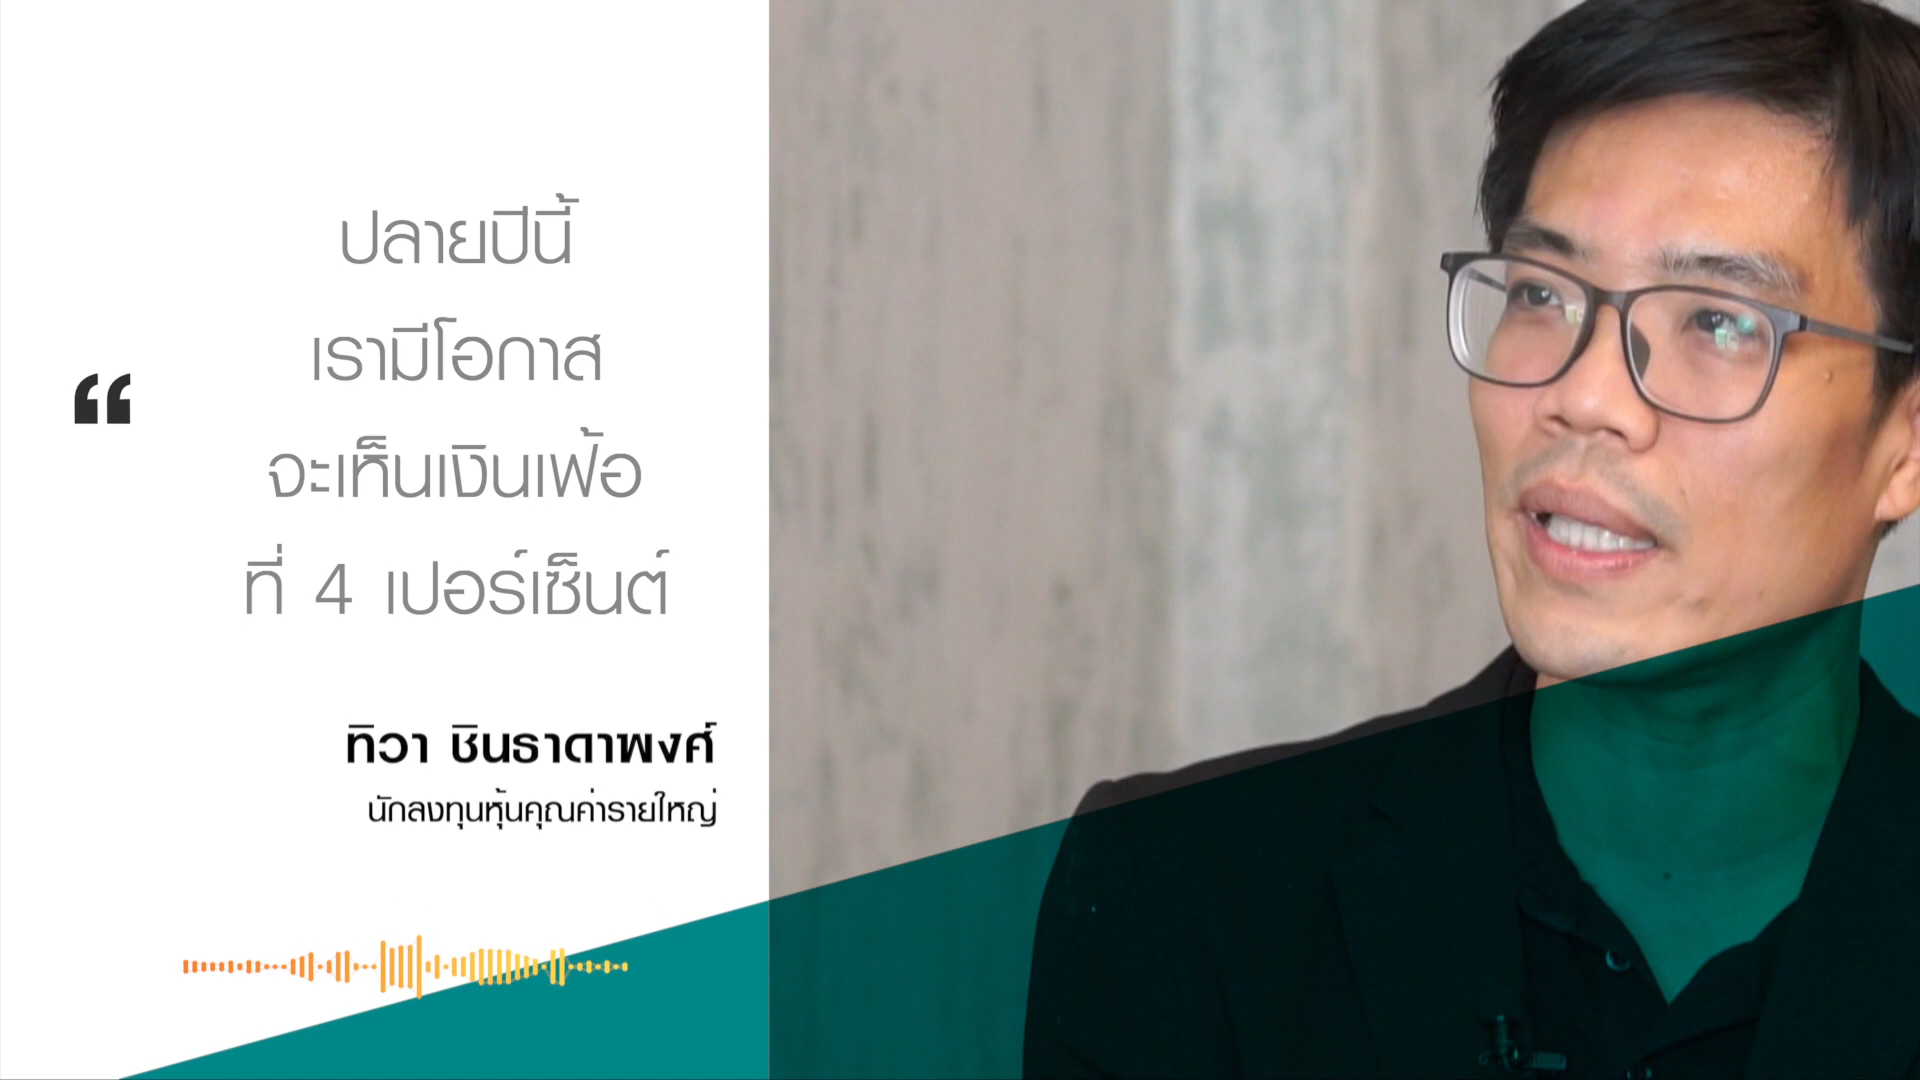 “
ปลายปีนี้
เรามีโอกาส
จะเห็นเงินเฟ้อ
ที่ 4 เปอร์เซ็นต์
ทิวา ชินธาดาพงศ์
นักลงทุนหุ้นคุณค่ารายใหญ่